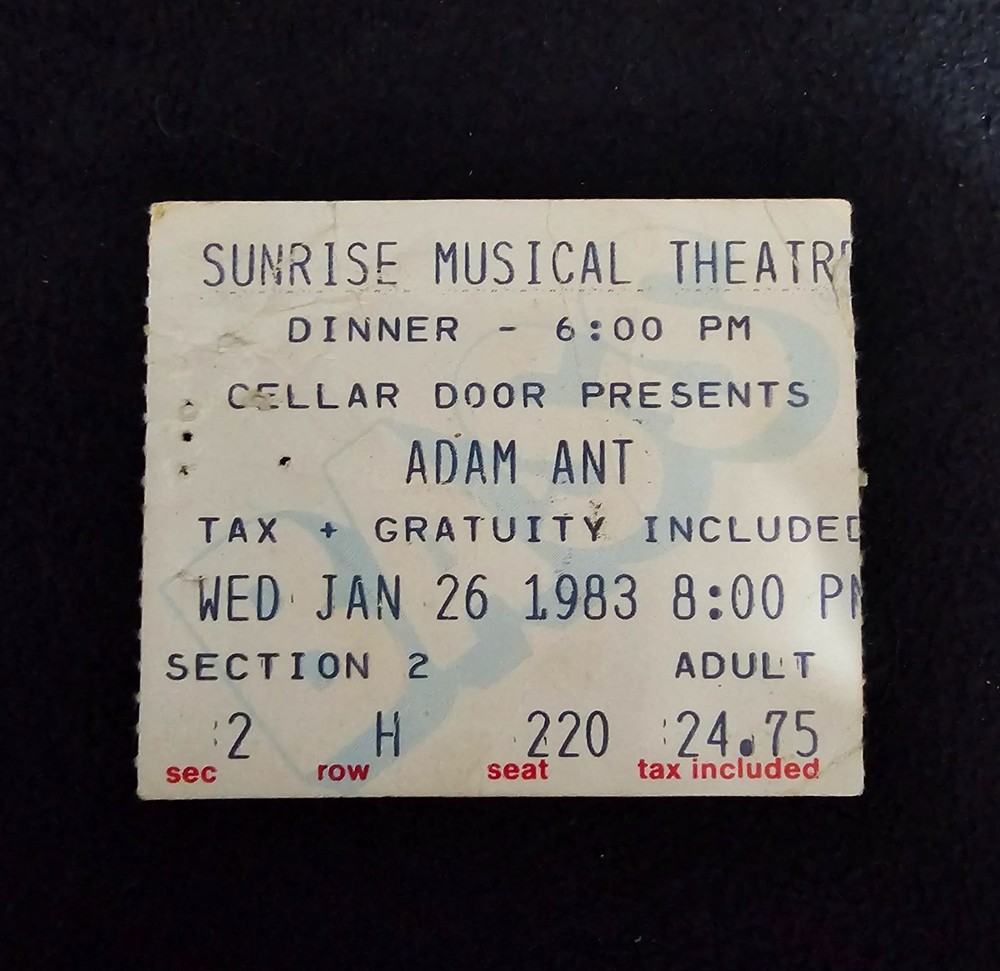 SUNRISE MUSICAL THEATR
DINNER - 6:00 PM
CELLAR DOOR PRESENTS
ADAM ANT
TAX + GRATUITY INCLUDED
WED JAN 26 1983 8:00 PM
SECTION 2 ADULT
2 H 220 24.75
sec row seat tax included